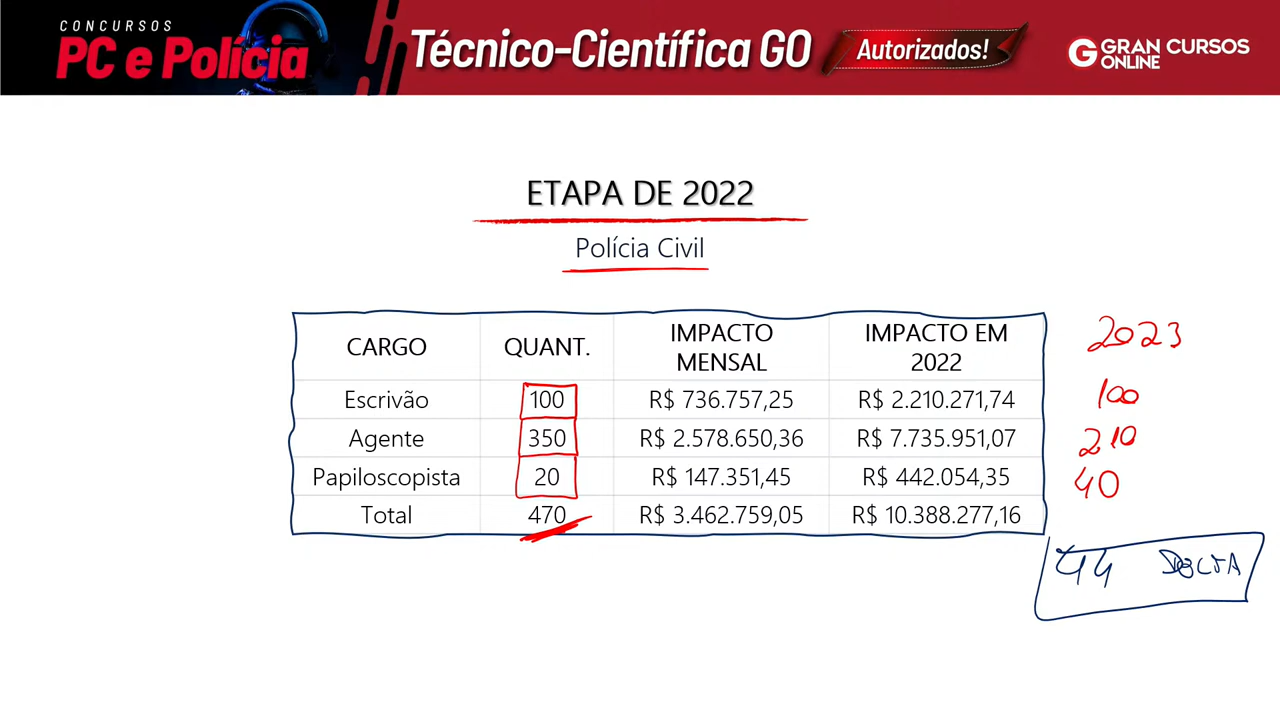 CONCURSOS
PC e Polícia
Técnico-Científica GO
Autorizados!
GRAN CURSOS
ONLINE
ETAPA DE 2022
Polícia Civil
CARGO QUANT. IMPACTO MENSAL IMPACTO EM 2022
Escrivão 100 R$ 736.757,25 R$ 2.210.271,74
Agente 350 R$ 2.578.650,36 R$ 7.735.951,07
Papiloscopista 20 R$ 147.351,45 R$ 442.054,35
Total 470 R$ 3.462.759,05 R$ 10.388.277,16
2023
100
210
40
44 DELTA